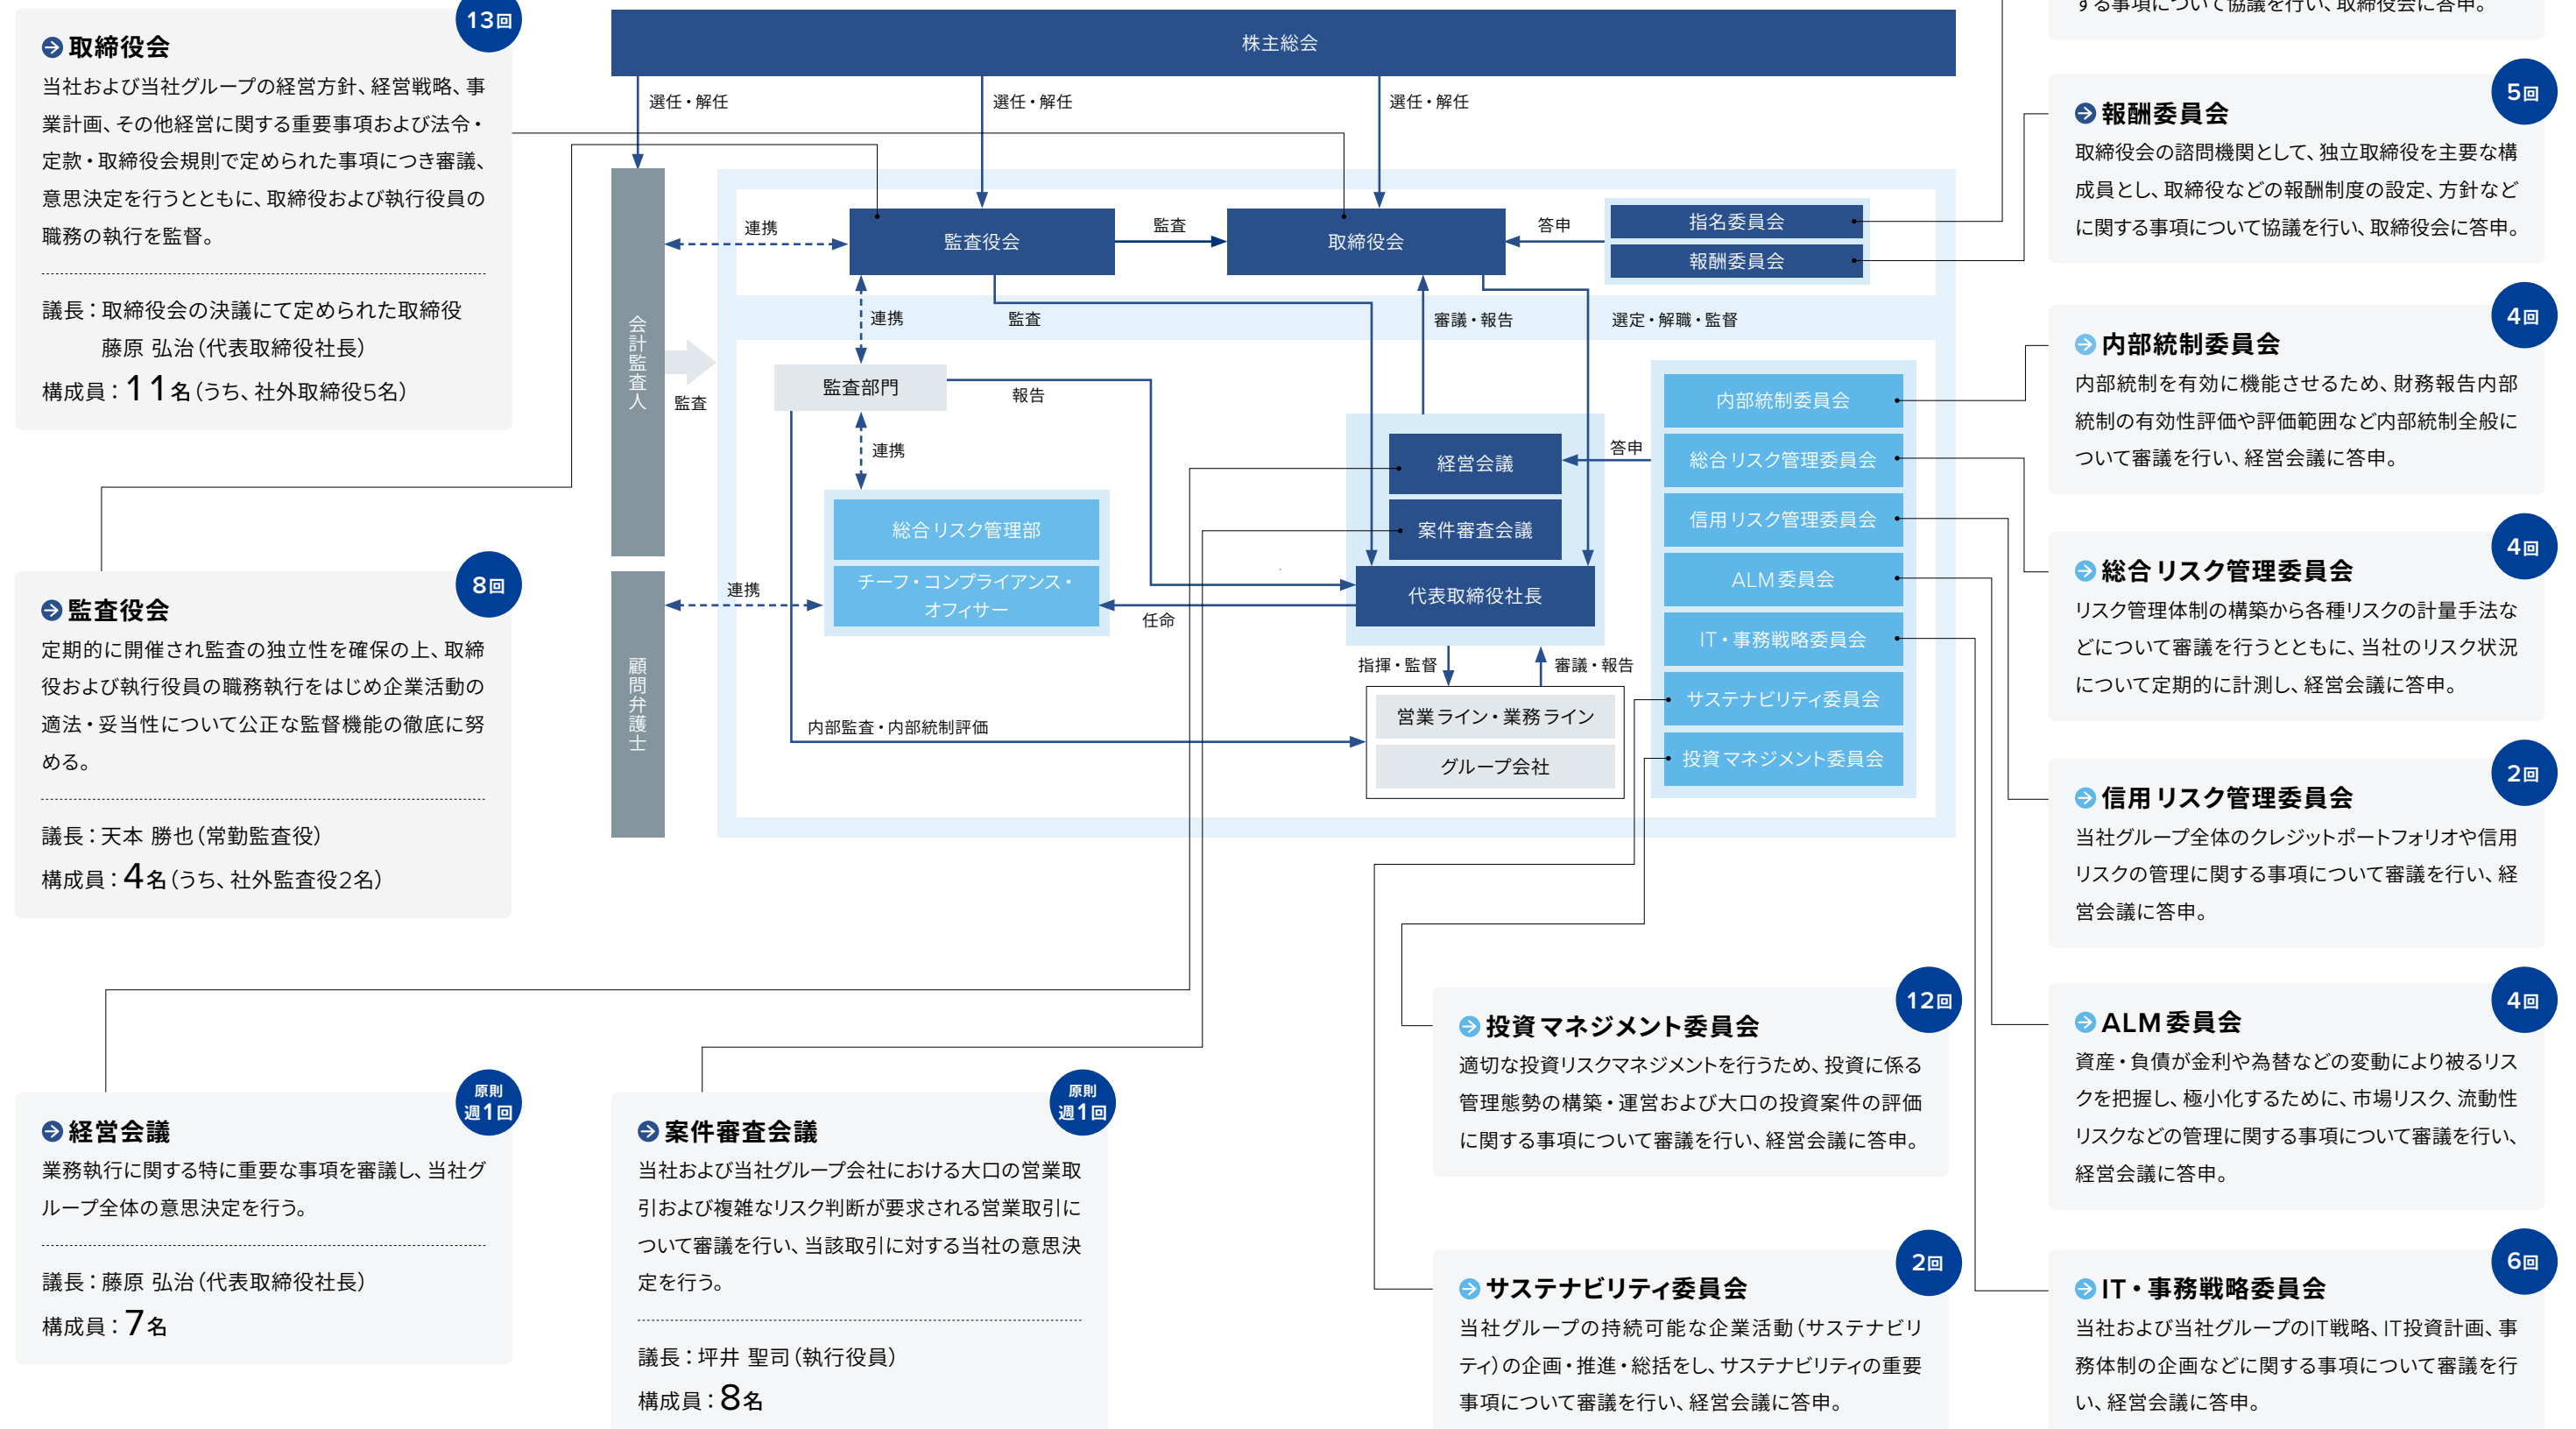 13回
取締役会
当社および当社グループの経営方針、経営戦略、事
業計画、その他経営に関する重要事項および法令・
定款・取締役会規則で定められた事項につき審議、
意思決定を行うとともに、取締役および執行役員の
職務の執行を監督。
議長：取締役会の決議にて定められた取締役
藤原 弘治（代表取締役社長）
構成員：11名（うち、社外取締役5名）
8回
監査役会
定期的に開催され監査の独立性を確保の上、取締
役および執行役員の職務執行をはじめ企業活動の
適法・妥当性について公正な監督機能の徹底に努
める。
議長：天本 勝也（常勤監査役）
構成員：4名（うち、社外監査役2名）
原則
週1回
経営会議
業務執行に関する特に重要な事項を審議し、当社グ
ループ全体の意思決定を行う。
議長：藤原 弘治（代表取締役社長）
構成員：7名
株主総会
選任・解任
選任・解任
選任・解任
会計監査人
顧問弁護士
連携
監査役会
監査
取締役会
答申
指名委員会
報酬委員会
連携
監査
審議・報告
選定・解職・監督
監査
監査部門
報告
連携
総合リスク管理部
チーフ・コンプライアンス・
オフィサー
連携
任命
経営会議
案件審査会議
代表取締役社長
答申
内部統制委員会
総合リスク管理委員会
信用リスク管理委員会
ALM委員会
IT・事務戦略委員会
サステナビリティ委員会
投資マネジメント委員会
指揮・監督
審議・報告
内部監査・内部統制評価
営業ライン・業務ライン
グループ会社
原則
週1回
案件審査会議
当社および当社グループ会社における大口の営業取
引および複雑なリスク判断が要求される営業取引に
ついて審議を行い、当該取引に対する当社の意思決
定を行う。
議長：坪井 聖司（執行役員）
構成員：8名
12回
投資マネジメント委員会
適切な投資リスクマネジメントを行うため、投資に係る
管理態勢の構築・運営および大口の投資案件の評価
に関する事項について審議を行い、経営会議に答申。
2回
サステナビリティ委員会
当社グループの持続可能な企業活動（サステナビリ
ティ）の企画・推進・総括をし、サステナビリティの重要
事項について審議を行い、経営会議に答申。
する事項について協議を行い、取締役会に答申。
5回
報酬委員会
取締役会の諮問機関として、独立取締役を主要な構
成員とし、取締役などの報酬制度の設定、方針など
に関する事項について協議を行い、取締役会に答申。
4回
内部統制委員会
内部統制を有効に機能させるため、財務報告内部
統制の有効性評価や評価範囲など内部統制全般に
ついて審議を行い、経営会議に答申。
4回
総合リスク管理委員会
リスク管理体制の構築から各種リスクの計量手法な
どについて審議を行うとともに、当社のリスク状況
について定期的に計測し、経営会議に答申。
2回
信用リスク管理委員会
当社グループ全体のクレジットポートフォリオや信用
リスクの管理に関する事項について審議を行い、経
営会議に答申。
4回
ALM委員会
資産・負債が金利や為替などの変動により被るリス
クを把握し、極小化するために、市場リスク、流動性
リスクなどの管理に関する事項について審議を行い、
経営会議に答申。
6回
IT・事務戦略委員会
当社および当社グループのIT戦略、IT投資計画、事
務体制の企画などに関する事項について審議を行
い、経営会議に答申。